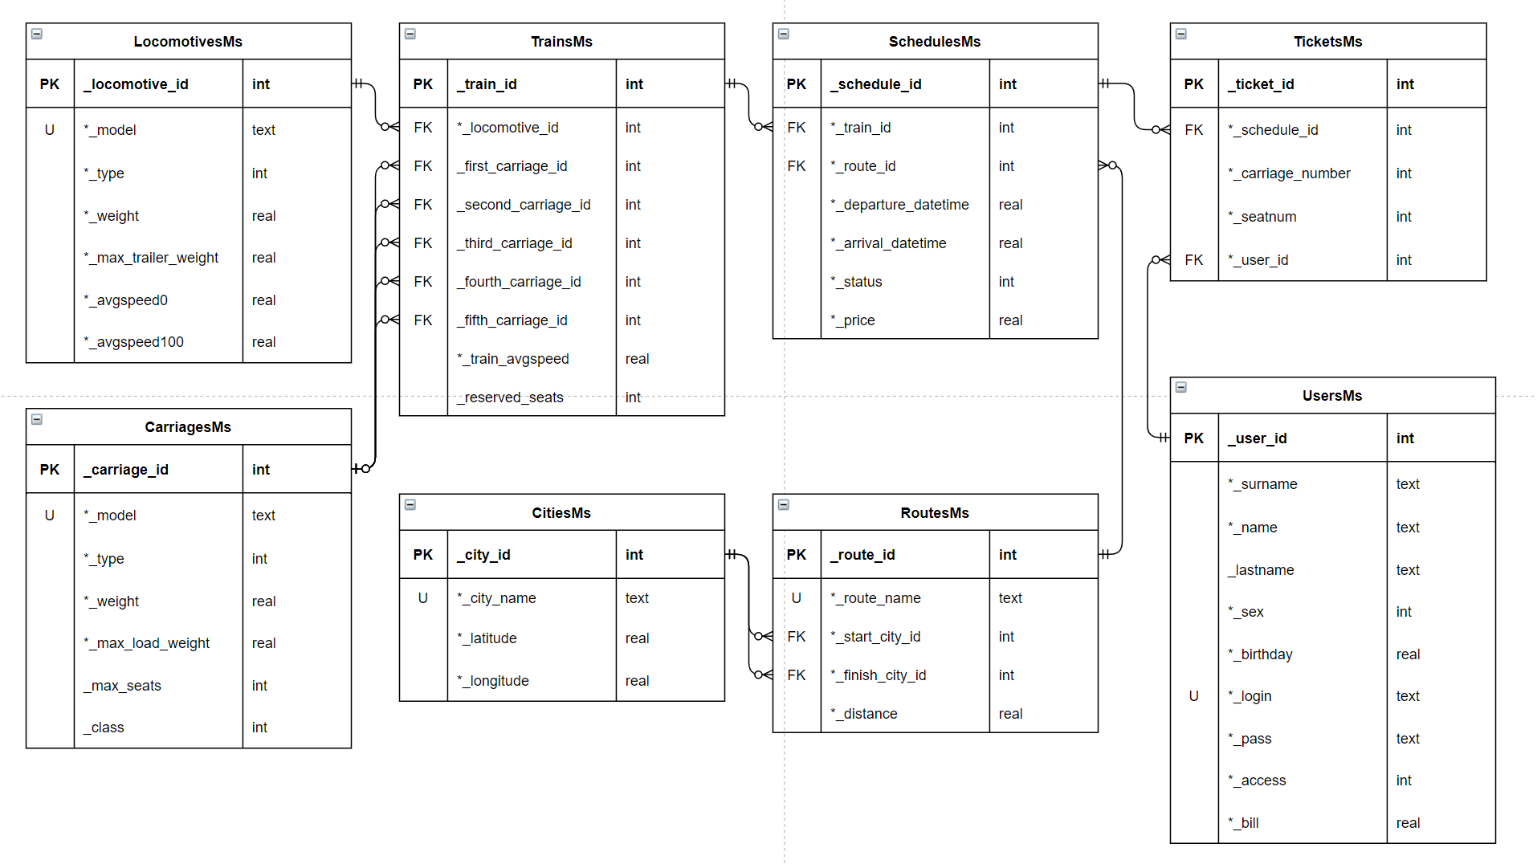 LocomotivesMs
PK _locomotive_id int
U *_model text
*_type int
*_weight real
*_max_trailer_weight real
*_avgspeed0 real
*_avgspeed100 real
TrainsMs
PK _train_id int
FK *_locomotive_id int
FK _first_carriage_id int
FK _second_carriage_id int
FK _third_carriage_id int
FK _fourth_carriage_id int
FK _fifth_carriage_id int
*_train_avgspeed real
_reserved_seats int
SchedulesMs
PK _schedule_id int
FK *_train_id int
FK *_route_id int
*_departure_datetime real
*_arrival_datetime real
*_status int
*_price real
TicketsMs
PK _ticket_id int
FK *_schedule_id int
*_carriage_number int
*_seatnum int
FK *_user_id int
CarriagesMs
PK _carriage_id int
U *_model text
*_type int
*_weight real
*_max_load_weight real
_max_seats int
_class int
CitiesMs
PK _city_id int
U *_city_name text
*_latitude real
*_longitude real
RoutesMs
PK _route_id int
U *_route_name text
FK *_start_city_id int
FK *_finish_city_id int
*_distance real
UsersMs
PK _user_id int
*_surname text
*_name text
_lastname text
*_sex int
*_birthday real
U *_login text
*_pass text
*_access int
*_bill real